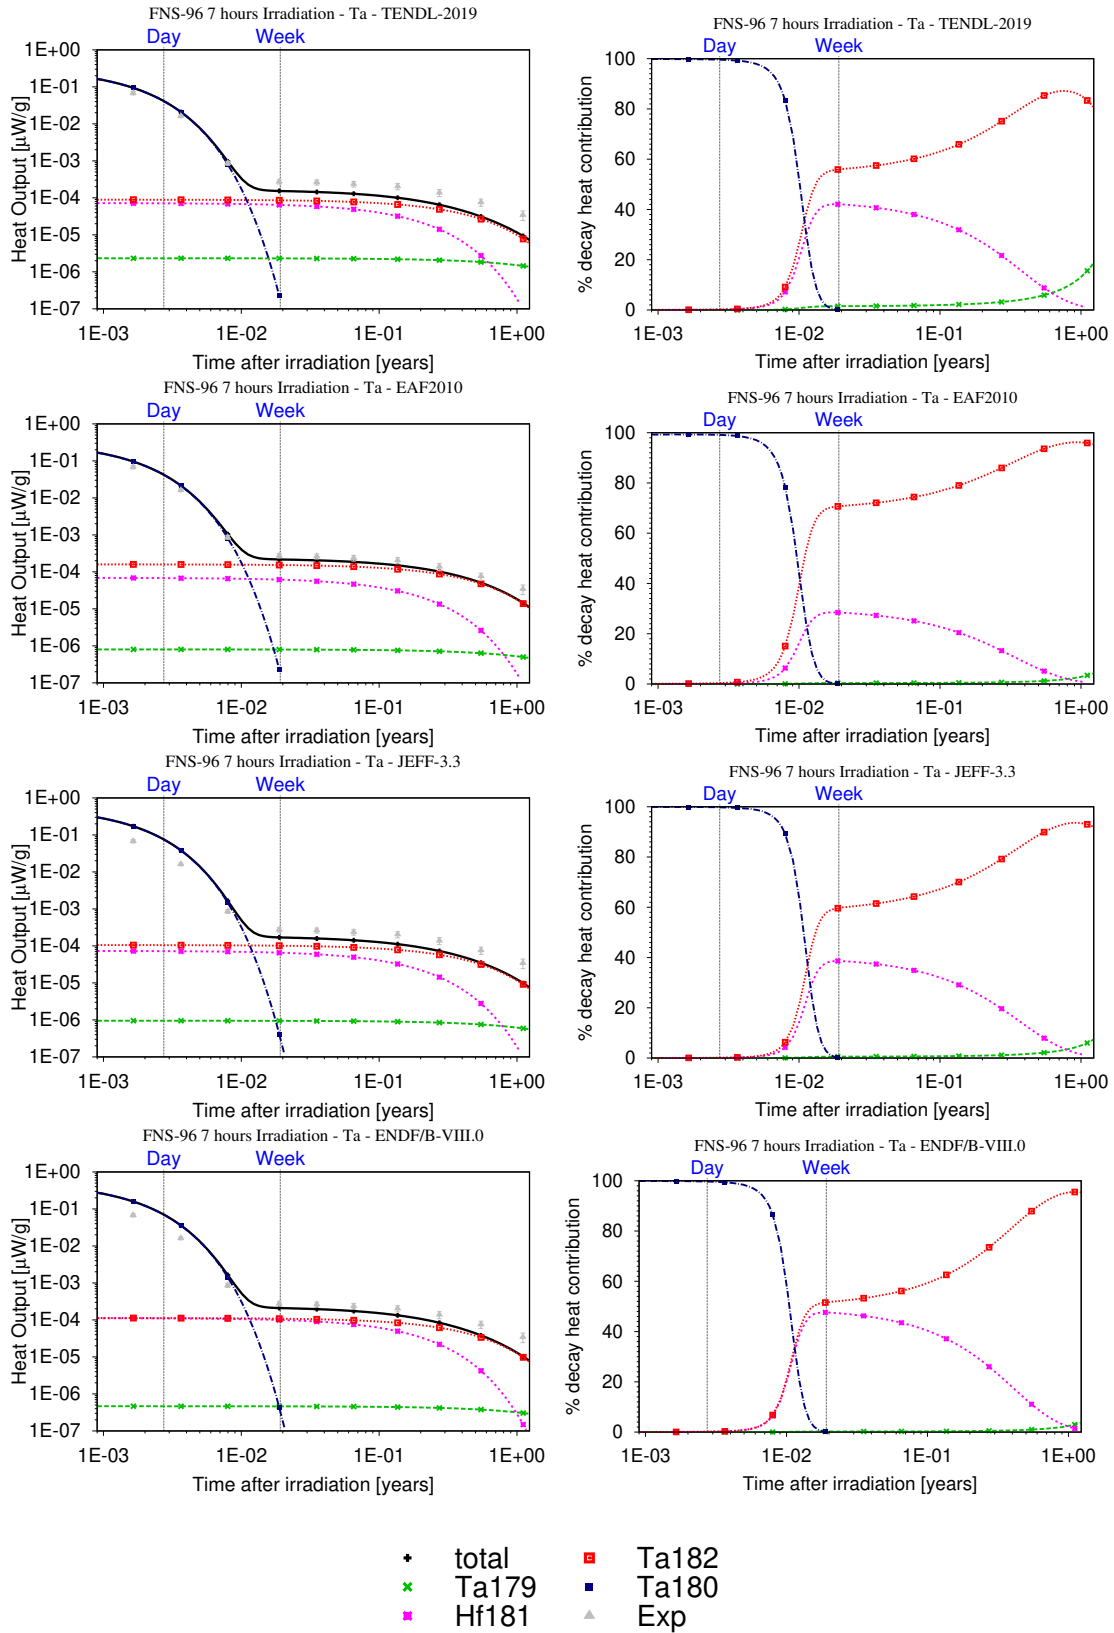 FNS-96 7 hours Irradiation - Ta - TENDL-2019
Day Week
1E+00
1E-01
1E-02
1E-03
1E-04
1E-05
1E-06
1E-07
Heat Output [μW/g]
1E-03 1E-02 1E-01 1E+00
Time after irradiation [years]
FNS-96 7 hours Irradiation - Ta - TENDL-2019
Day Week
100
80
60
40
20
0
% decay heat contribution
1E-03 1E-02 1E-01 1E+00
Time after irradiation [years]
FNS-96 7 hours Irradiation - Ta - EAF2010
Day Week
1E+00
1E-01
1E-02
1E-03
1E-04
1E-05
1E-06
1E-07
Heat Output [μW/g]
1E-03 1E-02 1E-01 1E+00
Time after irradiation [years]
FNS-96 7 hours Irradiation - Ta - EAF2010
Day Week
100
80
60
40
20
0
% decay heat contribution
1E-03 1E-02 1E-01 1E+00
Time after irradiation [years]
FNS-96 7 hours Irradiation - Ta - JEFF-3.3
Day Week
1E+00
1E-01
1E-02
1E-03
1E-04
1E-05
1E-06
1E-07
Heat Output [μW/g]
1E-03 1E-02 1E-01 1E+00
Time after irradiation [years]
FNS-96 7 hours Irradiation - Ta - JEFF-3.3
Day Week
100
80
60
40
20
0
% decay heat contribution
1E-03 1E-02 1E-01 1E+00
Time after irradiation [years]
FNS-96 7 hours Irradiation - Ta - ENDF/B-VIII.0
Day Week
1E+00
1E-01
1E-02
1E-03
1E-04
1E-05
1E-06
1E-07
Heat Output [μW/g]
1E-03 1E-02 1E-01 1E+00
Time after irradiation [years]
FNS-96 7 hours Irradiation - Ta - ENDF/B-VIII.0
Day Week
100
80
60
40
20
0
% decay heat contribution
1E-03 1E-02 1E-01 1E+00
Time after irradiation [years]
total Ta182
Ta179 Ta180
Hf181 Exp